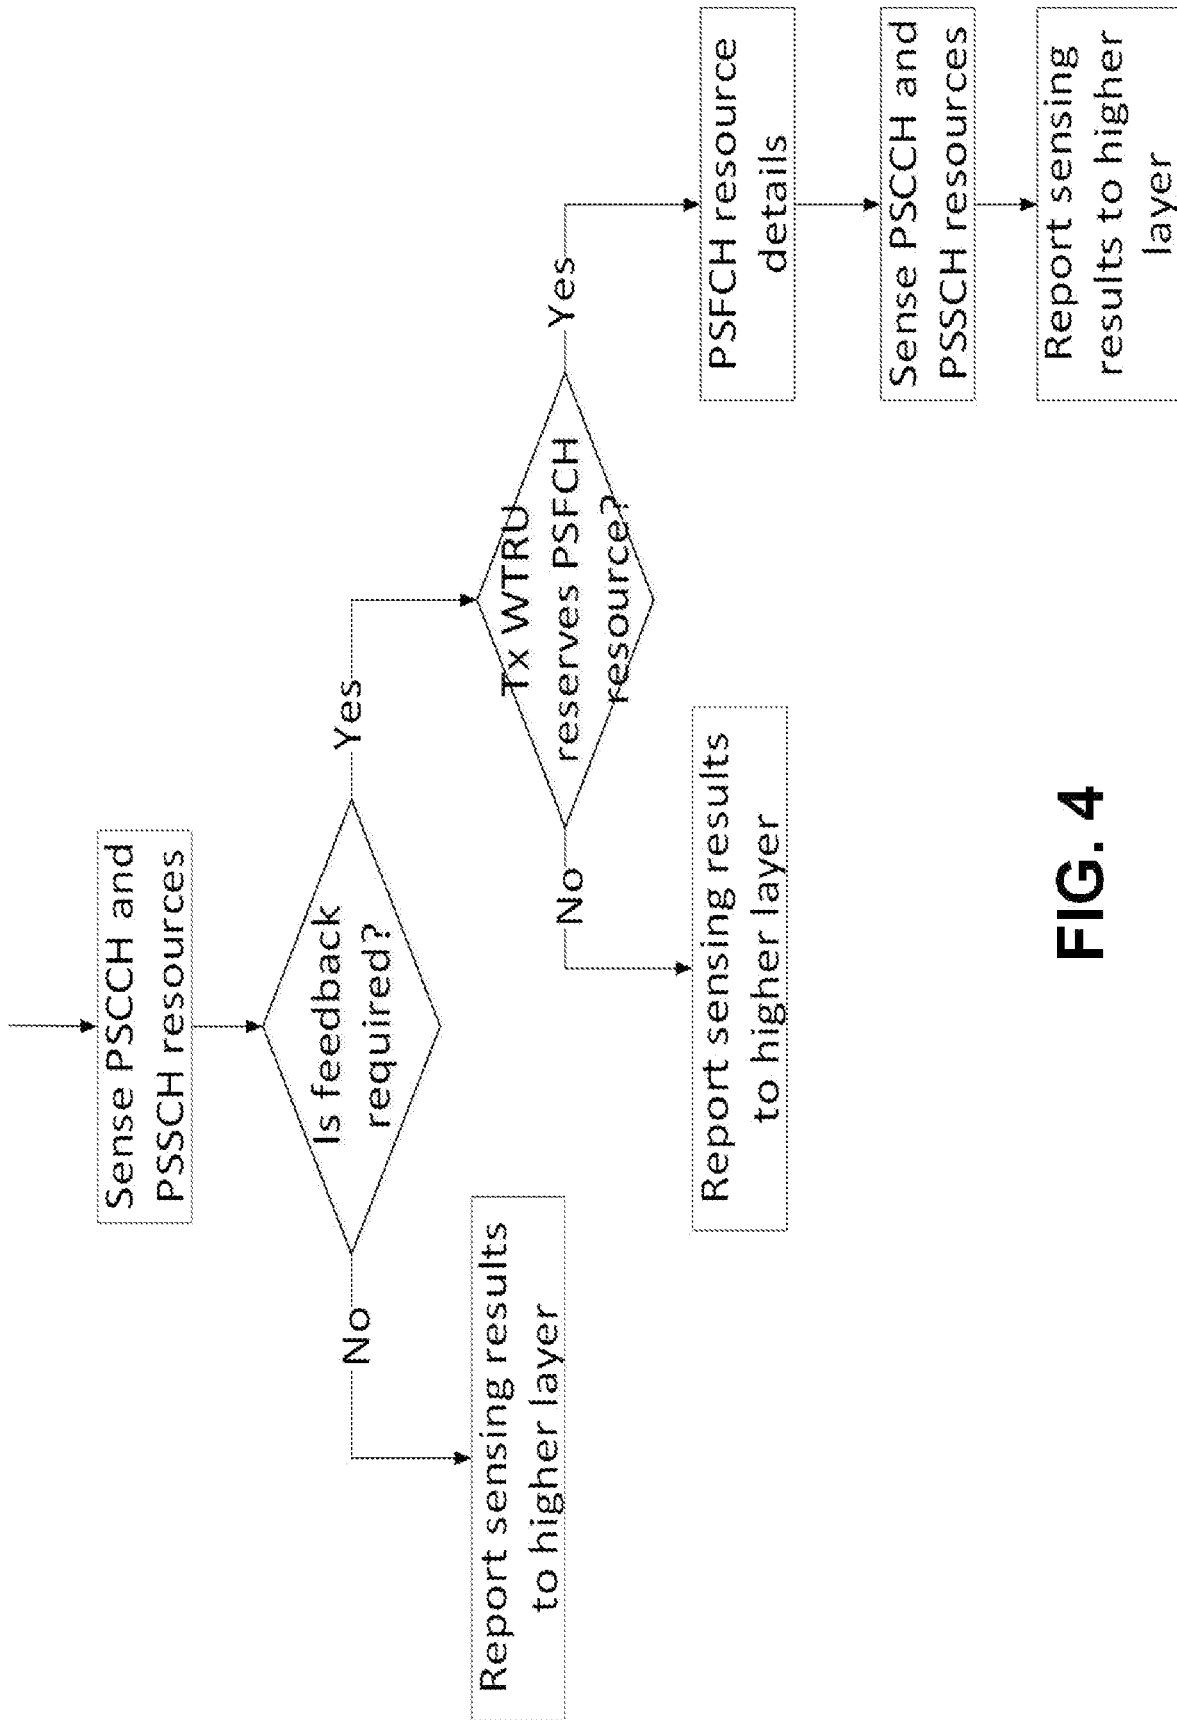 Sense PSCCH and
PSSCH resources
Is feedback
required?
No
Yes
Report sensing results
to higher layer
Tx WTRU
reserves PSFCH
resource?
No
Yes
Report sensing results
to higher layer
PSFCH resource
details
Sense PSCCH and
PSSCH resources
Report sensing
results to higher
layer
FIG. 4